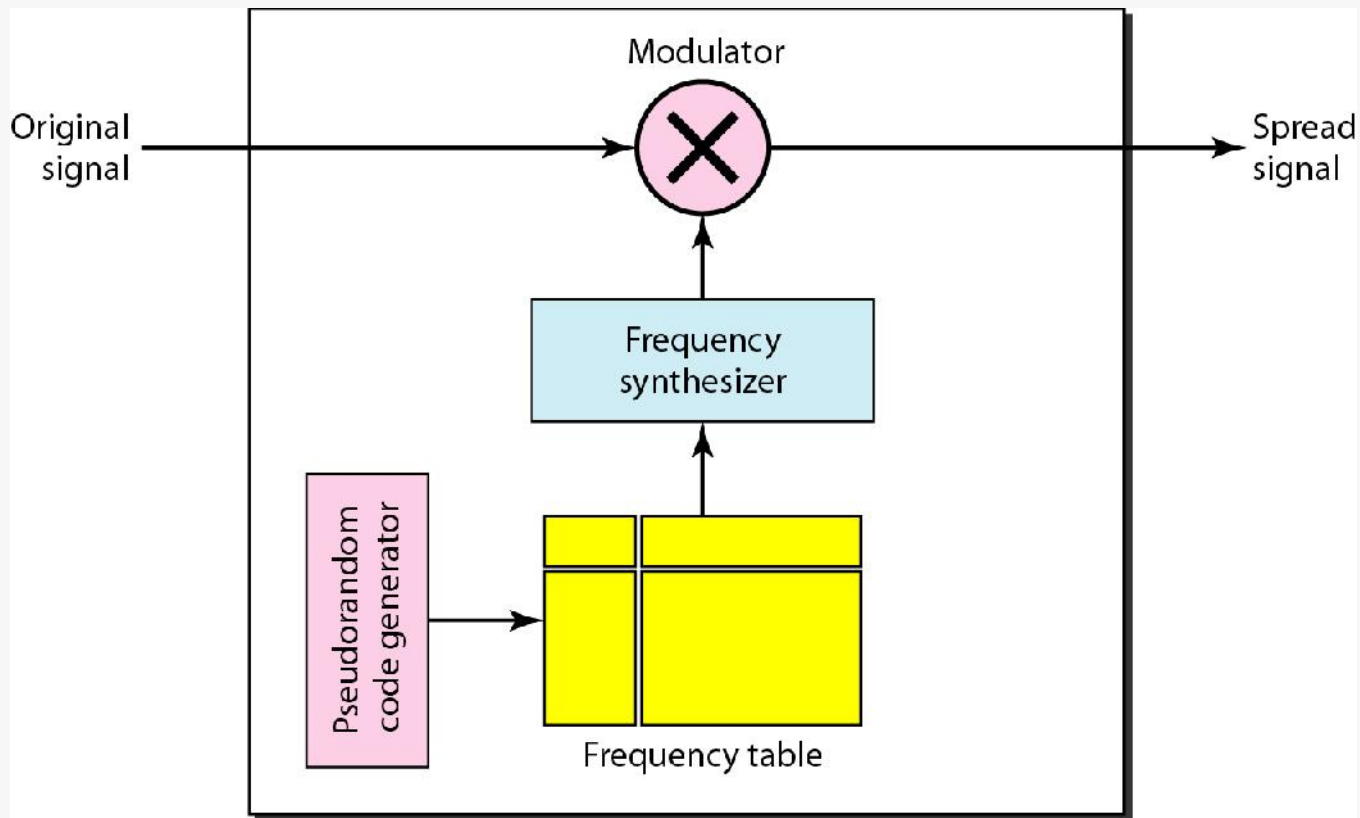 Modulator
Original
signal
Spread
signal
Frequency
synthesizer
Pseudorandom
code generator
Frequency table